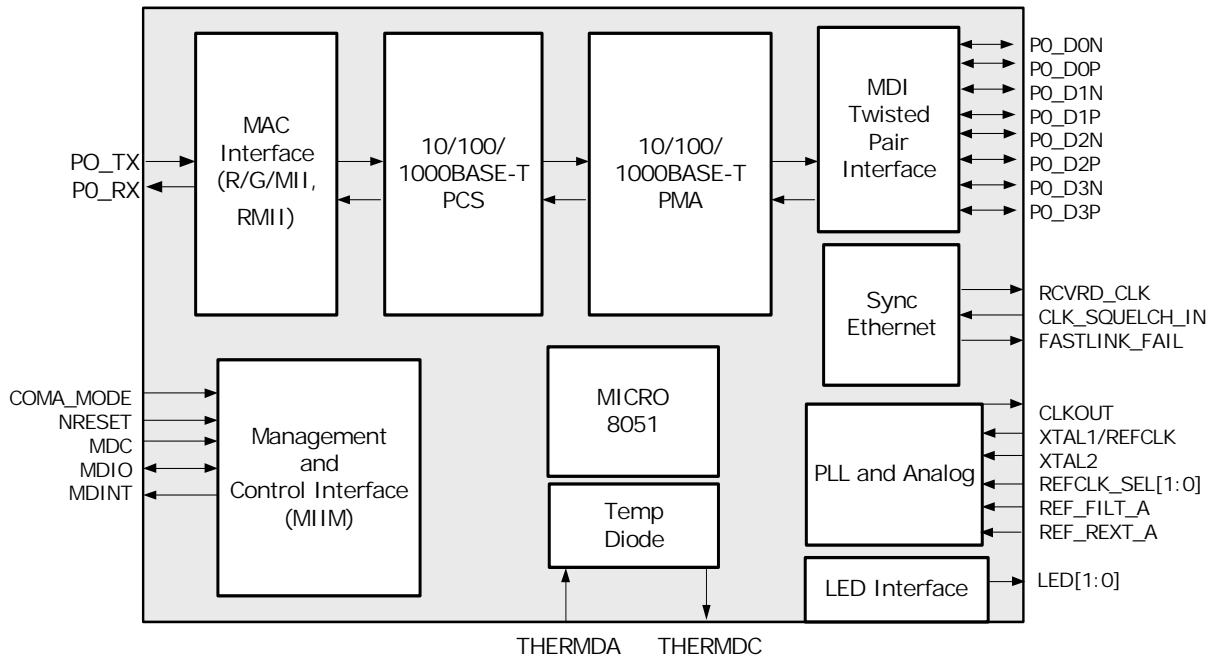 PO_TX
P0_RX
MAC
Interface
(R/G/MII,
RMII)
10/100/
1000BASE-T
PCS
10/100/
1000BASE-T
PMA
MDI
Twisted
Pair
Interface
P0_D0N
P0_D0P
P0_D1N
P0_D1P
P0_D2N
P0_D2P
P0_D3N
P0_D3P
Sync
Ethernet
RCVRD_CLK
CLK_SQUELCH_IN
FASTLINK_FAIL
COMA_MODE
NRESET
MDC
MDIO
MDINT
Management
and
Control Interface
(MIIM)
MICRO
8051
Temp
Diode
PLL and Analog
CLKOUT
XTAL1/REFCLK
XTAL2
REFCLK_SEL[1:0]
REF_FILT_A
REF_REXT_A
LED Interface
LED[1:0]
THERMDA
THERMDC